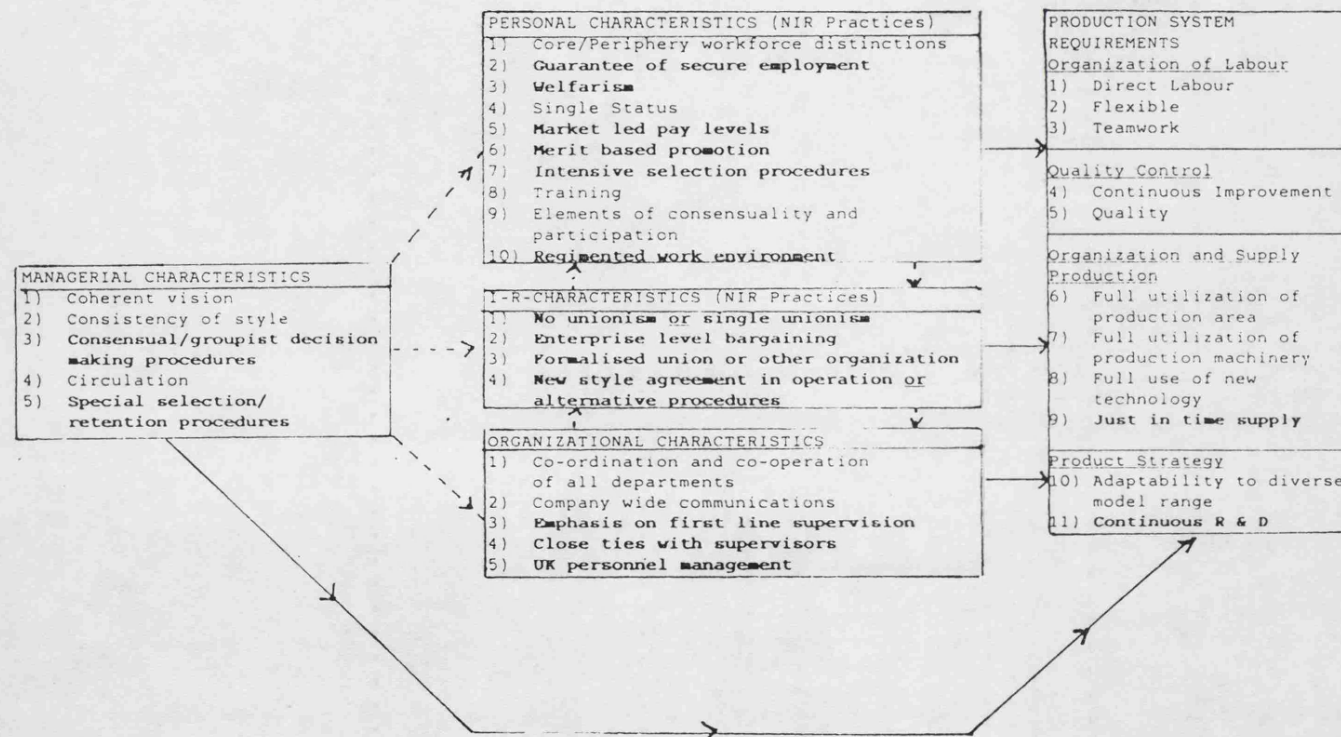 PERSONAL CHARACTERISTICS (NIR Practices)
1) Core/Periphery workforce distinctions
2) Guarantee of secure employment
3) Welfarism
4) Single Status
5) Market led pay levels
6) Merit based promotion
7) Intensive selection procedures
8) Training
9) Elements of consensuality and
participation
10) Regimented work environment
MANAGERIAL CHARACTERISTICS
1) Coherent vision
2) Consistency of style
3) Consensual/groupist decision
making procedures
4) Circulation
5) Special selection/
retention procedures
I-R-CHARACTERISTICS (NIR Practices)
1) No unionism or single unionism
2) Enterprise level bargaining
3) Formalised union or other organization
4) New style agreement in operation or
alternative procedures
ORGANIZATIONAL CHARACTERISTICS
1) Co-ordination and co-operation
of all departments
2) Company wide communications
3) Emphasis on first line supervision
4) Close ties with supervisors
5) UK personnel management
PRODUCTION SYSTEM
REQUIREMENTS
Organization of Labour
1) Direct Labour
2) Flexible
3) Teamwork
Quality Control
4) Continuous Improvement
5) Quality
Organization and Supply
Production
6) Full utilization of
production area
7) Full utilization of
production machinery
8) Full use of new
technology
9) Just in time supply
Product Strategy
10) Adaptability to diverse
model range
11) Continuous R & D